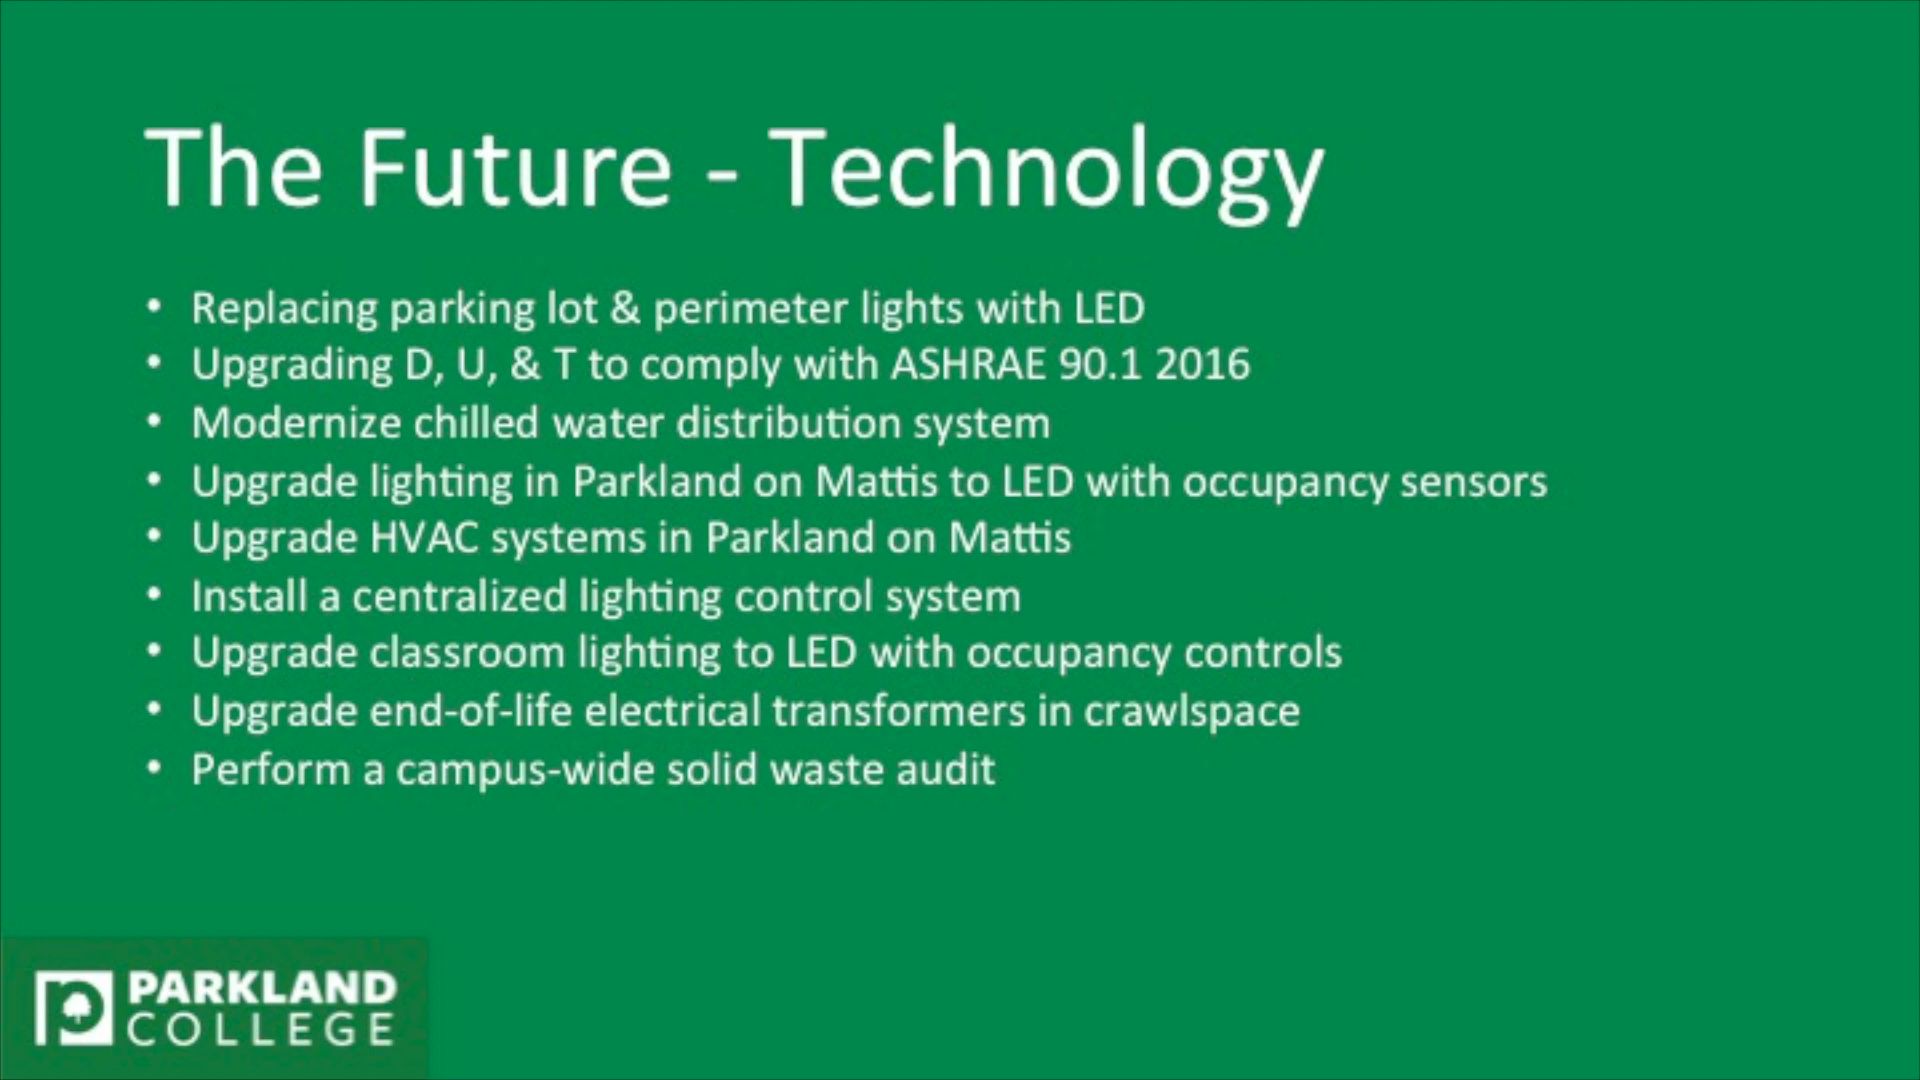 The Future - Technology
• Replacing parking lot & perimeter lights with LED
• Upgrading D, U, & T to comply with ASHRAE 90.1 2016
• Modernize chilled water distribution system
• Upgrade lighting in Parkland on Mattis to LED with occupancy sensors
• Upgrade HVAC systems in Parkland on Mattis
• Install a centralized lighting control system
• Upgrade classroom lighting to LED with occupancy controls
• Upgrade end-of-life electrical transformers in crawlspace
• Perform a campus-wide solid waste audit
PARKLAND
COLLEGE